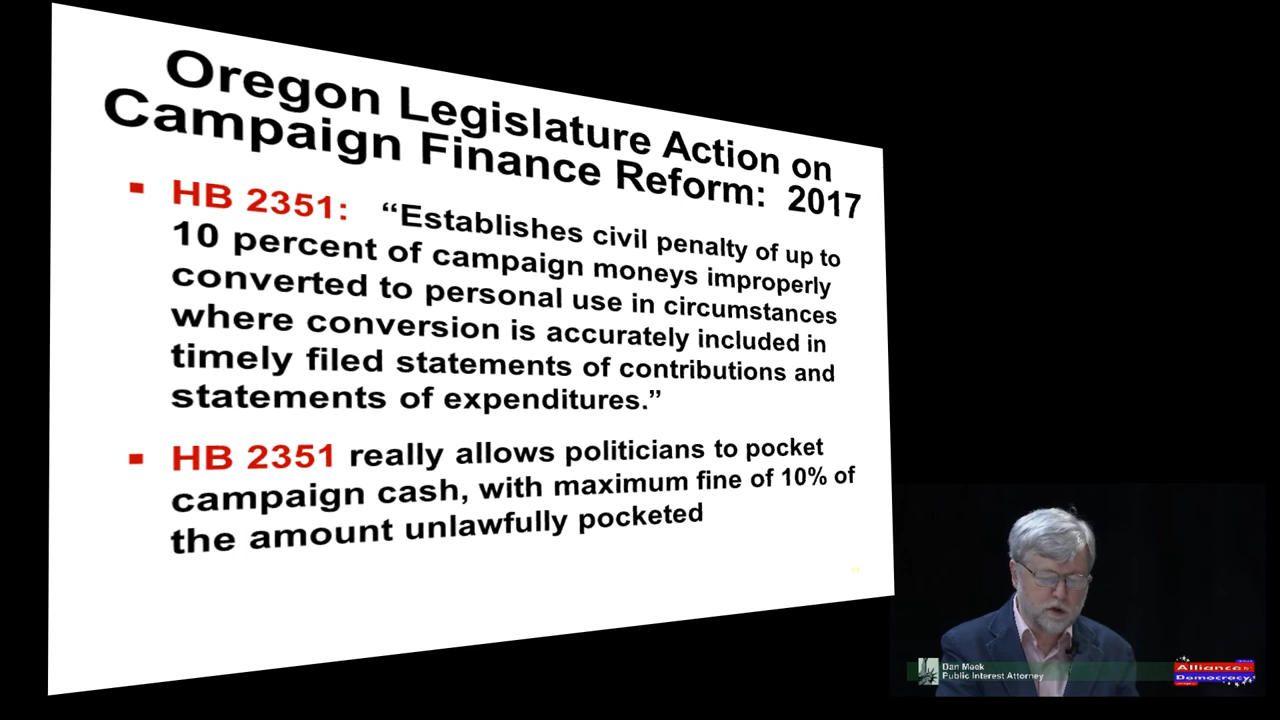 Oregon Legislature Action on
Campaign Finance Reform: 2017
▪ HB 2351: “Establishes civil penalty of up to
10 percent of campaign moneys improperly
converted to personal use in circumstances
where conversion is accurately included in
timely filed statements of contributions and
statements of expenditures.”
▪ HB 2351 really allows politicians to pocket
campaign cash, with maximum fine of 10% of
the amount unlawfully pocketed
Dan Meek
Public Interest Attorney
Alliance
Democracy